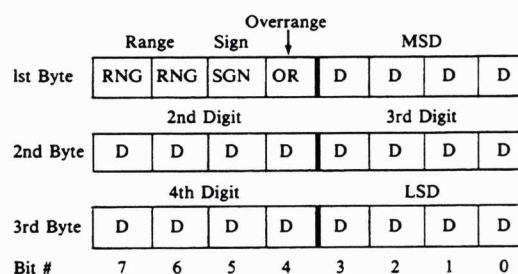 Overrange
Range Sign MSD
1st Byte RNG RNG SGN OR D D D D
2nd Digit 3rd Digit
2nd Byte D D D D D D D D
4th Digit LSD
3rd Byte D D D D D D D D
Bit # 7 6 5 4 3 2 1 0